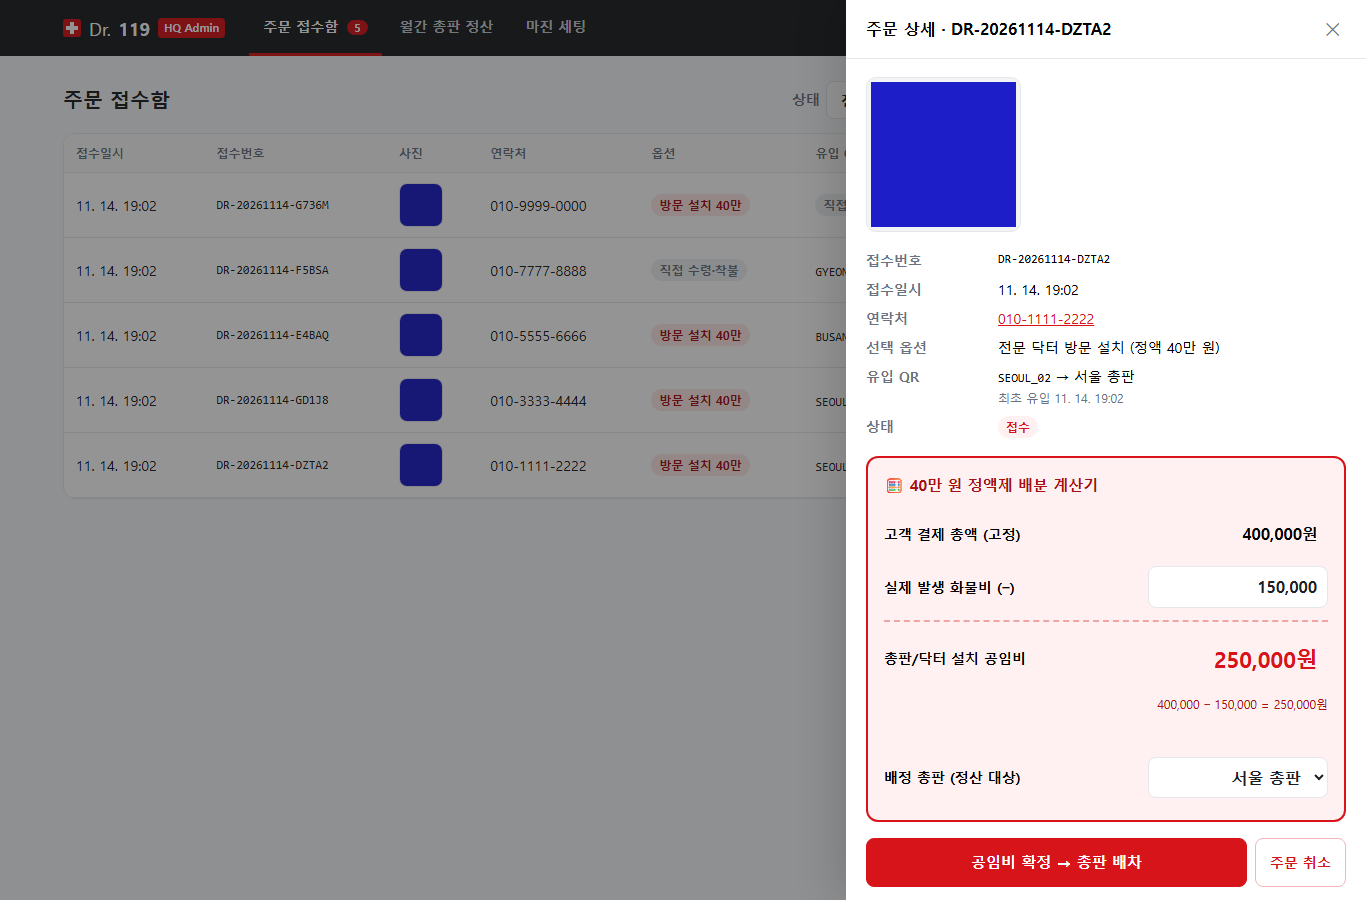 Dr. 119 HQ Admin 주문 접수함 5 월간 총판 정산 마진 세팅
주문 접수함
상태
접수일시 접수번호 사진 연락처 옵션 유입
11. 14. 19:02 DR-20261114-G736M 010-9999-0000 방문 설치 40만 직접
11. 14. 19:02 DR-20261114-F5BSA 010-7777-8888 직접 수령·착불 GYEON
11. 14. 19:02 DR-20261114-E4BAQ 010-5555-6666 방문 설치 40만 BUSAN
11. 14. 19:02 DR-20261114-GD1J8 010-3333-4444 방문 설치 40만 SEOUL
11. 14. 19:02 DR-20261114-DZTA2 010-1111-2222 방문 설치 40만 SEOUL
주문 상세 · DR-20261114-DZTA2
접수번호 DR-20261114-DZTA2
접수일시 11. 14. 19:02
연락처 010-1111-2222
선택 옵션 전문 닥터 방문 설치 (정액 40만 원)
유입 QR SEOUL_02 → 서울 총판
최초 유입 11. 14. 19:02
상태 접수
40만 원 정액제 배분 계산기
고객 결제 총액 (고정) 400,000원
실제 발생 화물비 (−) 150,000
총판/닥터 설치 공임비 250,000원
400,000 − 150,000 = 250,000원
배정 총판 (정산 대상) 서울 총판
공임비 확정 → 총판 배차 주문 취소